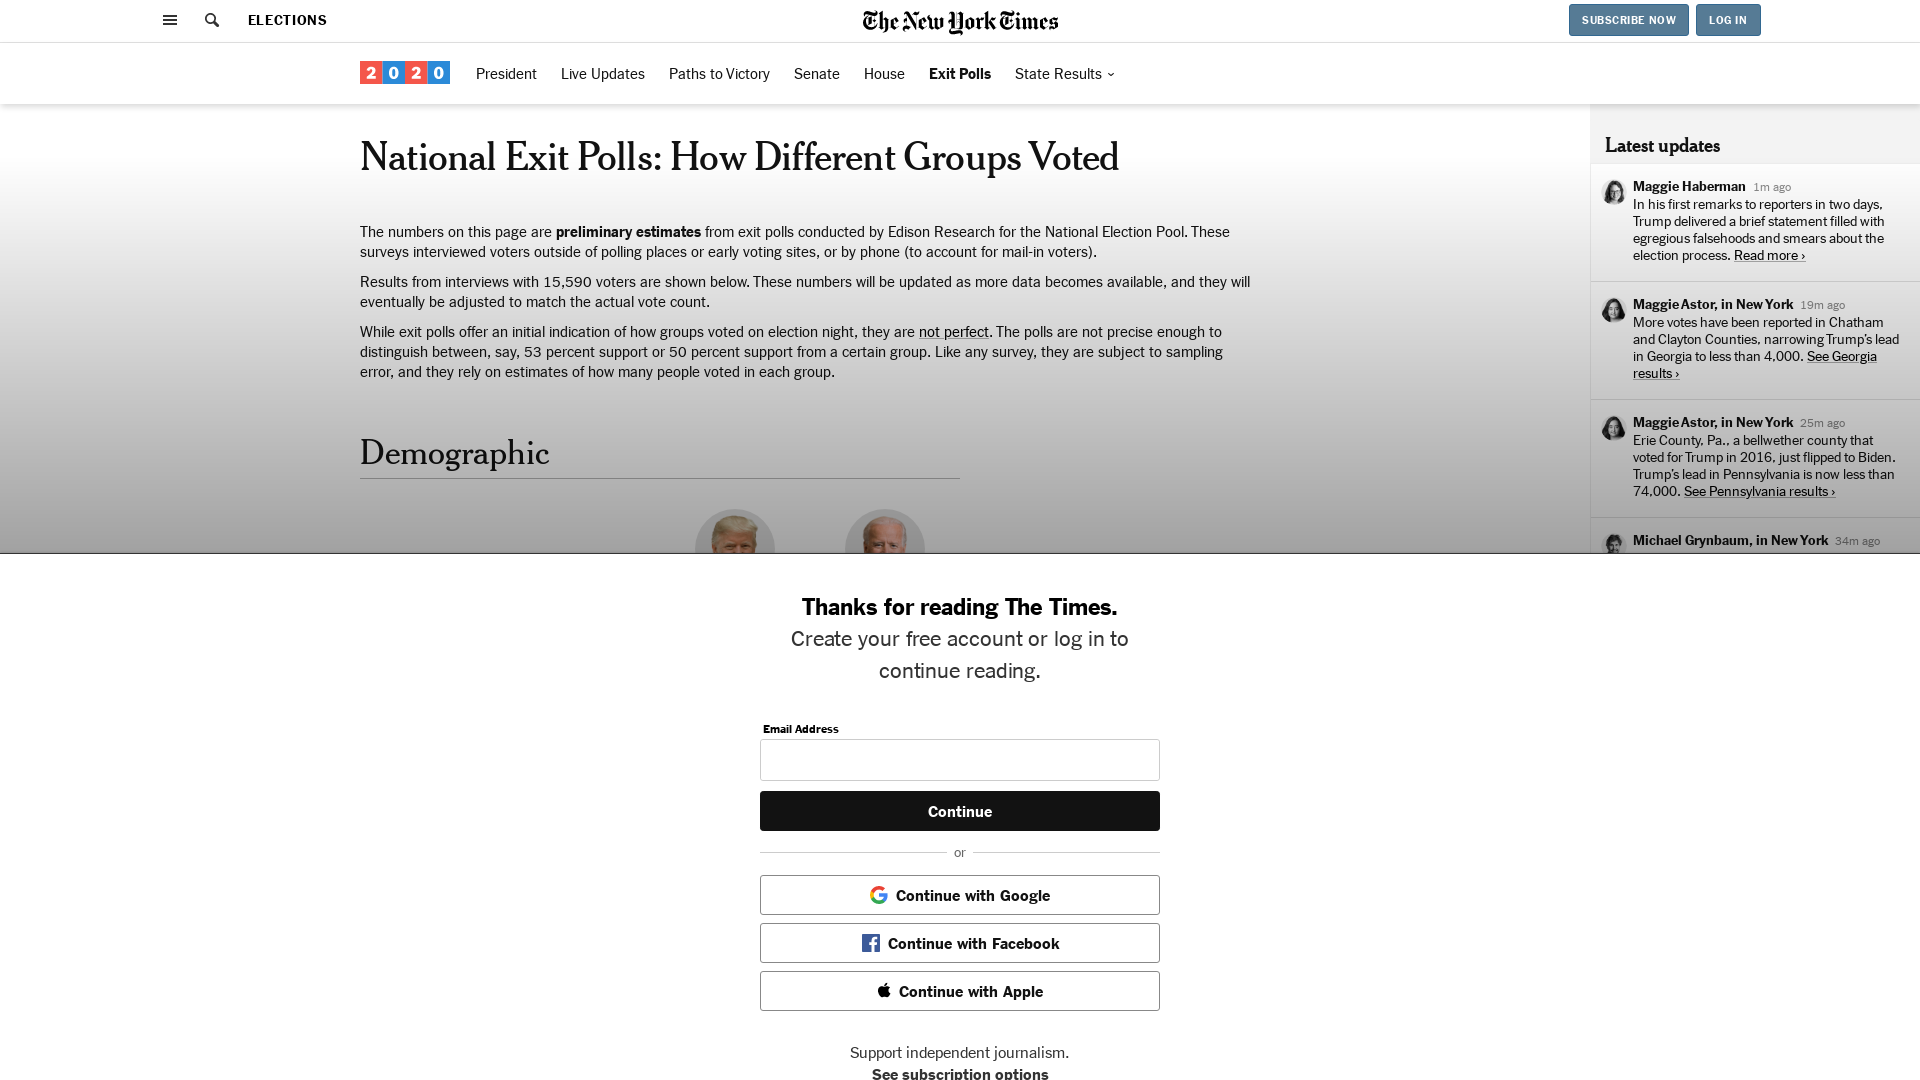 ELECTIONS
The New York Times
SUBSCRIBE NOW
LOG IN
2020
President
Live Updates
Paths to Victory
Senate
House
Exit Polls
State Results
National Exit Polls: How Different Groups Voted
The numbers on this page are preliminary estimates from exit polls conducted by Edison Research for the National Election Pool. These
surveys interviewed voters outside of polling places or early voting sites, or by phone (to account for mail-in voters).
Results from interviews with 15,590 voters are shown below. These numbers will be updated as more data becomes available, and they will
eventually be adjusted to match the actual vote count.
While exit polls offer an initial indication of how groups voted on election night, they are not perfect. The polls are not precise enough to
distinguish between, say, 53 percent support or 50 percent support from a certain group. Like any survey, they are subject to sampling
error, and they rely on estimates of how many people voted in each group.
Demographic
Latest updates
Maggie Haberman 1m ago
In his first remarks to reporters in two days,
Trump delivered a brief statement filled with
egregious falsehoods and smears about the
election process. Read more ›
Maggie Astor, in New York 19m ago
More votes have been reported in Chatham
and Clayton Counties, narrowing Trump’s lead
in Georgia to less than 4,000. See Georgia
results ›
Maggie Astor, in New York 25m ago
Erie County, Pa., a bellwether county that
voted for Trump in 2016, just flipped to Biden.
Trump’s lead in Pennsylvania is now less than
74,000. See Pennsylvania results ›
Michael Grynbaum, in New York 34m ago
Thanks for reading The Times.
Create your free account or log in to
continue reading.
Email Address
Continue
or
Continue with Google
Continue with Facebook
Continue with Apple
Support independent journalism.
See subscription options